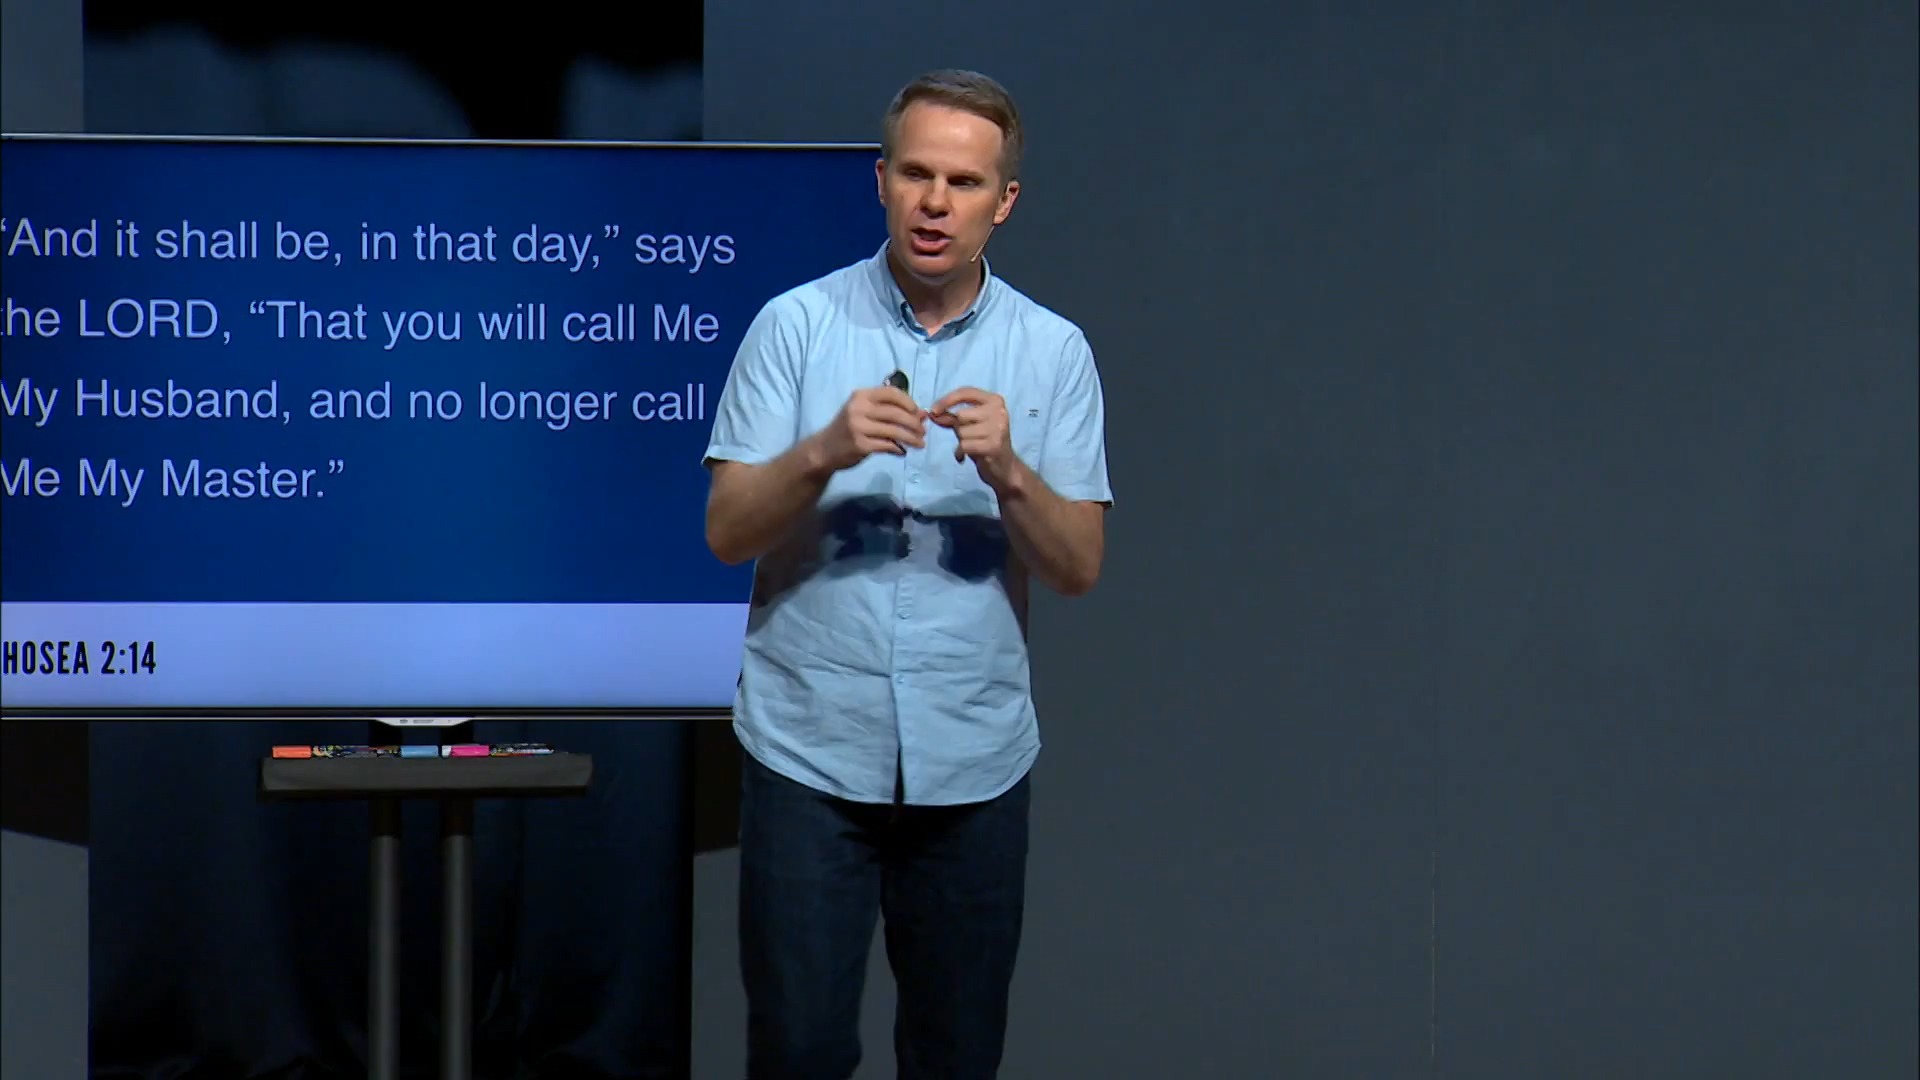 “And it shall be, in that day,” says
the LORD, “That you will call Me
My Husband, and no longer call
Me My Master.”
HOSEA 2:14